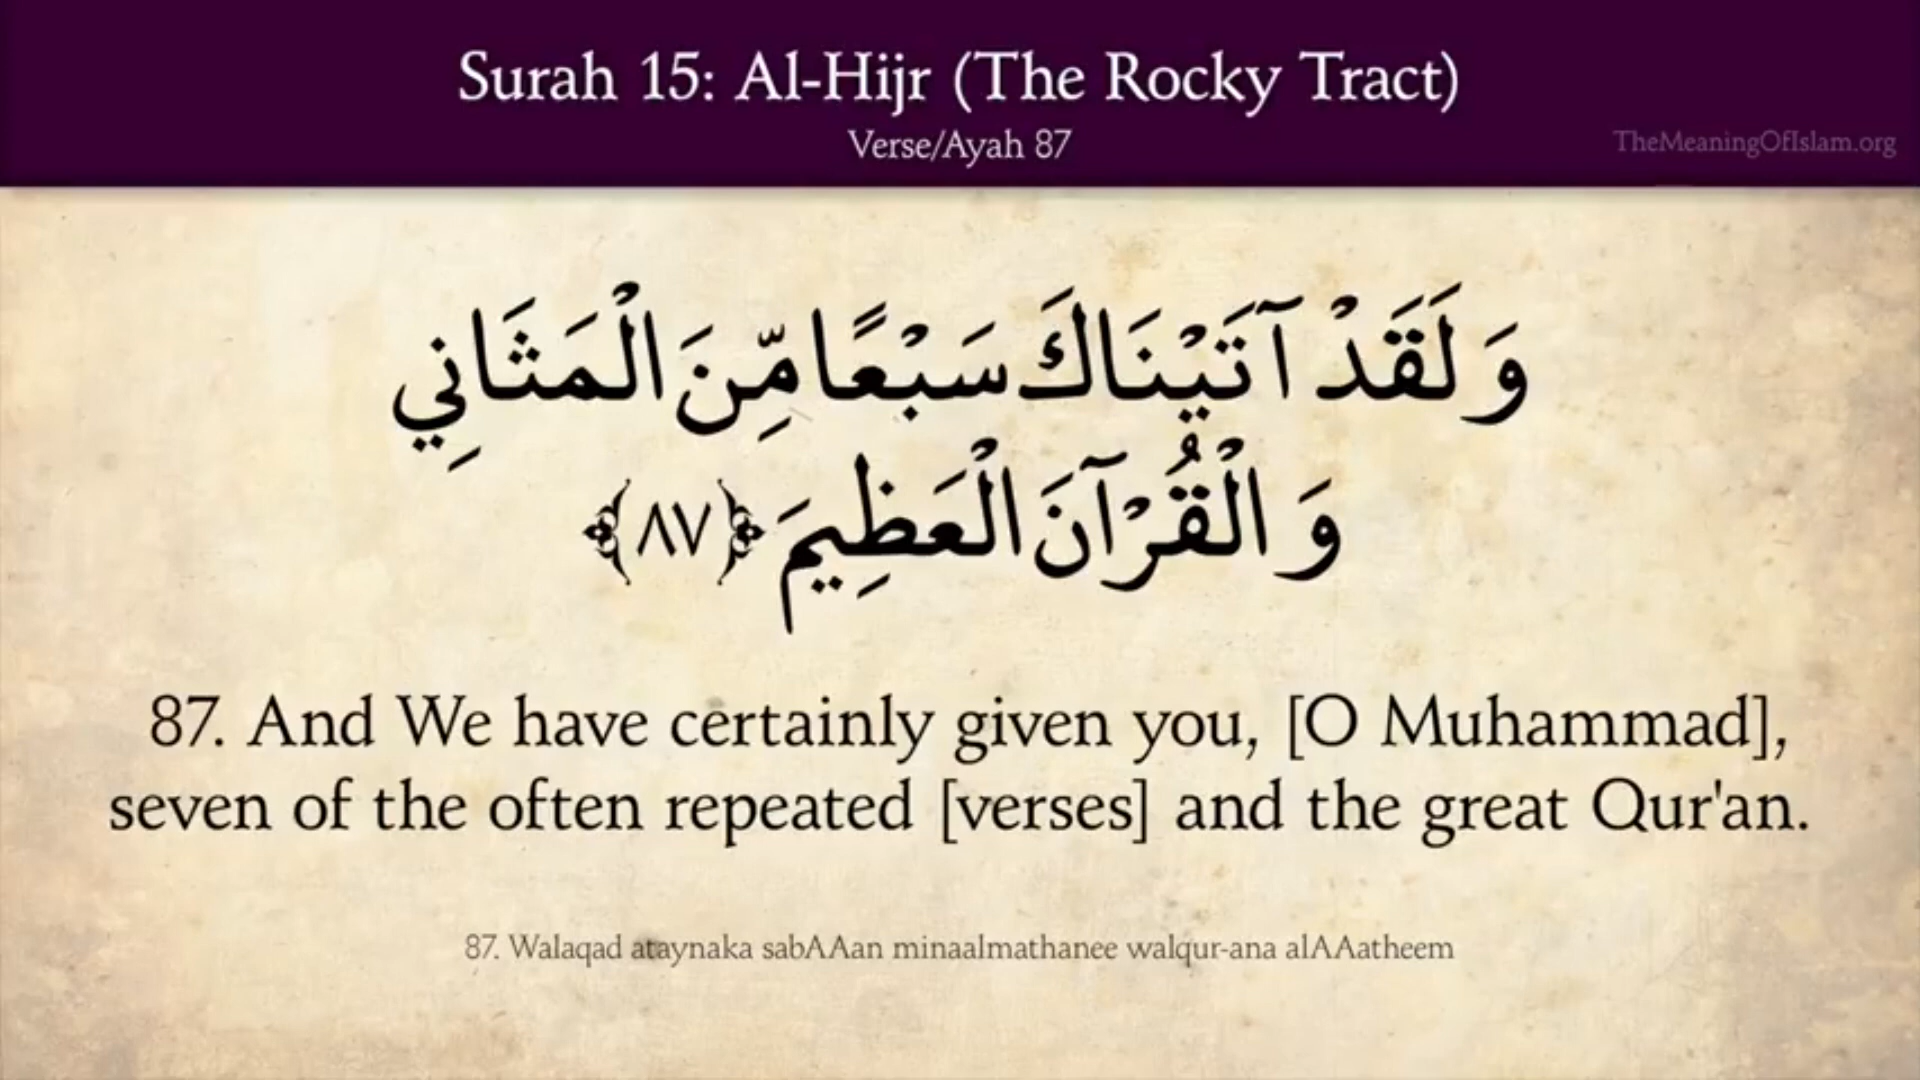 Surah 15: Al-Hijr (The Rocky Tract)
Verse/Ayah 87
TheMeaningOfIslam.org
وَلَقَدْ آتَيْنَاكَ سَبْعًا مِّنَ الْمَثَانِي
وَالْقُرْآنَ الْعَظِيمَ ﴿٨٧﴾
87. And We have certainly given you, [O Muhammad],
seven of the often repeated [verses] and the great Qur'an.
87. Walaqad ataynaka sabAAan minaalmathanee walqur-ana alAAatheem